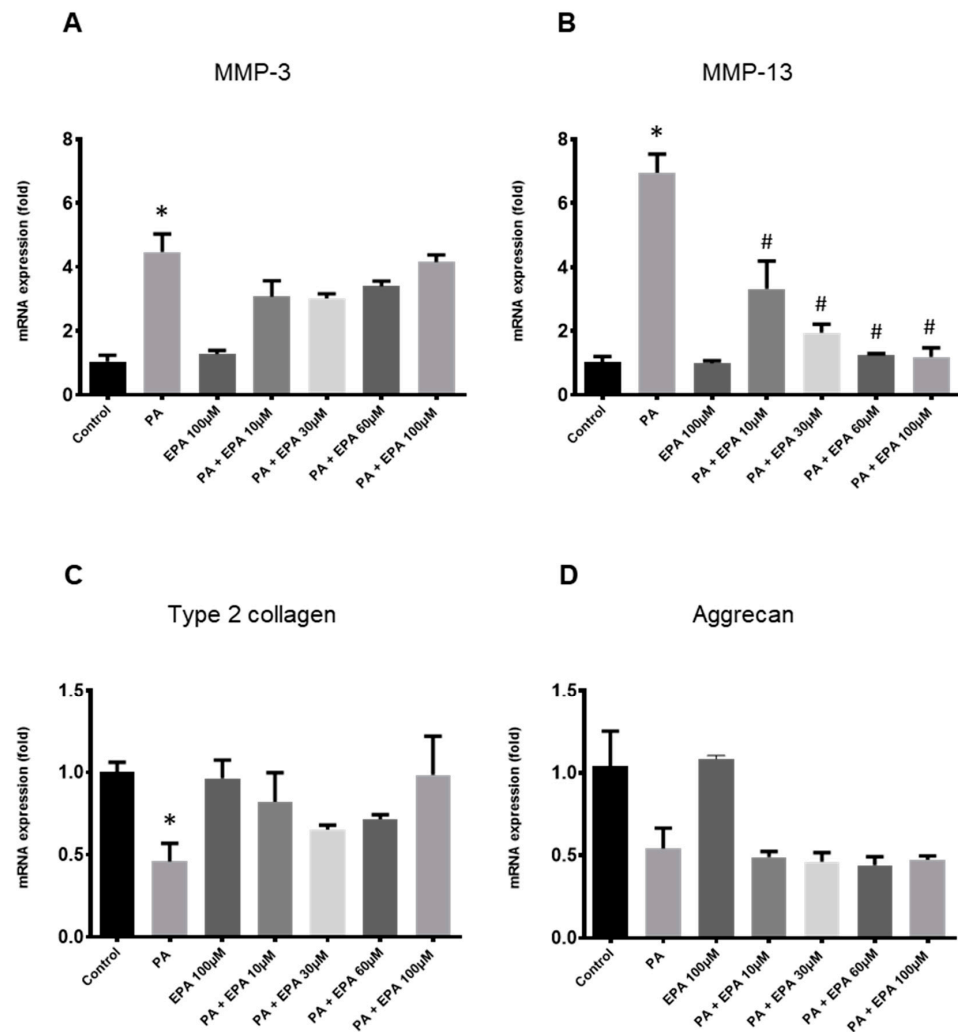 A
MMP-3
mRNA expression (fold)
8
6
4
2
0
*
Control
PA
EPA 100µM
PA + EPA 10µM
PA + EPA 30µM
PA + EPA 60µM
PA + EPA 100µM
B
MMP-13
mRNA expression (fold)
8
6
4
2
0
*
#
#
#
#
Control
PA
EPA 100µM
PA + EPA 10µM
PA + EPA 30µM
PA + EPA 60µM
PA + EPA 100µM
C
Type 2 collagen
mRNA expression (fold)
1.5
1.0
0.5
0.0
*
Control
PA
EPA 100µM
PA + EPA 10µM
PA + EPA 30µM
PA + EPA 60µM
PA + EPA 100µM
D
Aggrecan
mRNA expression (fold)
1.5
1.0
0.5
0.0
Control
PA
EPA 100µM
PA + EPA 10µM
PA + EPA 30µM
PA + EPA 60µM
PA + EPA 100µM